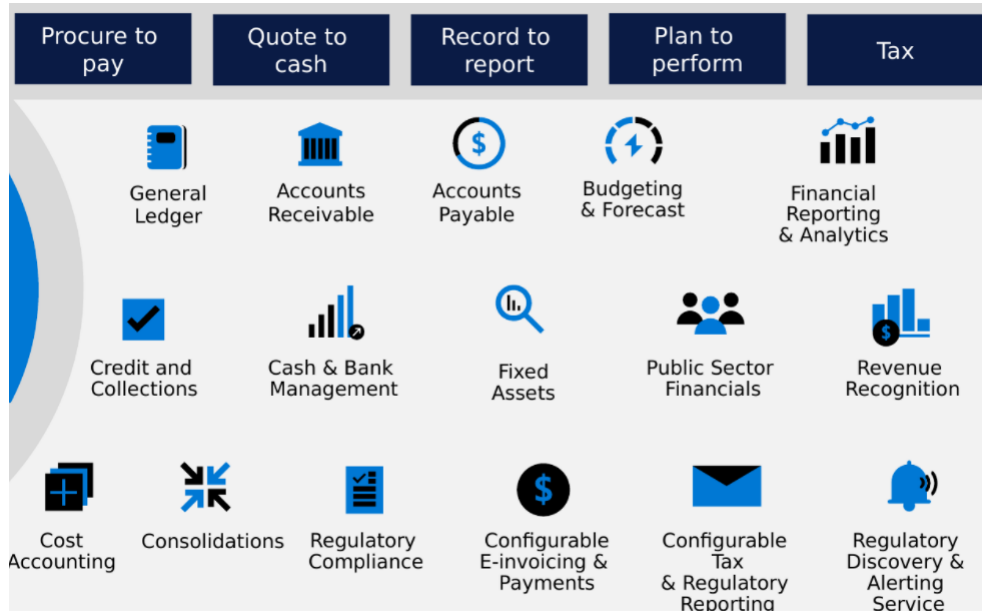 Procure to
pay
Quote to
cash
Record to
report
Plan to
perform
Tax
General
Ledger
Accounts
Receivable
Accounts
Payable
Budgeting
& Forecast
Financial
Reporting
& Analytics
Credit and
Collections
Cash & Bank
Management
Fixed
Assets
Public Sector
Financials
Revenue
Recognition
Cost
Accounting
Consolidations
Regulatory
Compliance
Configurable
E-invoicing &
Payments
Configurable
Tax
& Regulatory
Reporting
Regulatory
Discovery &
Alerting
Service